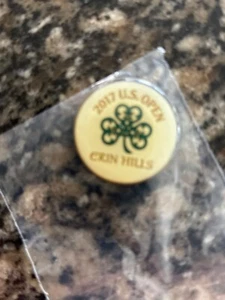 2017 U.S. OPEN
ERIN HILLS